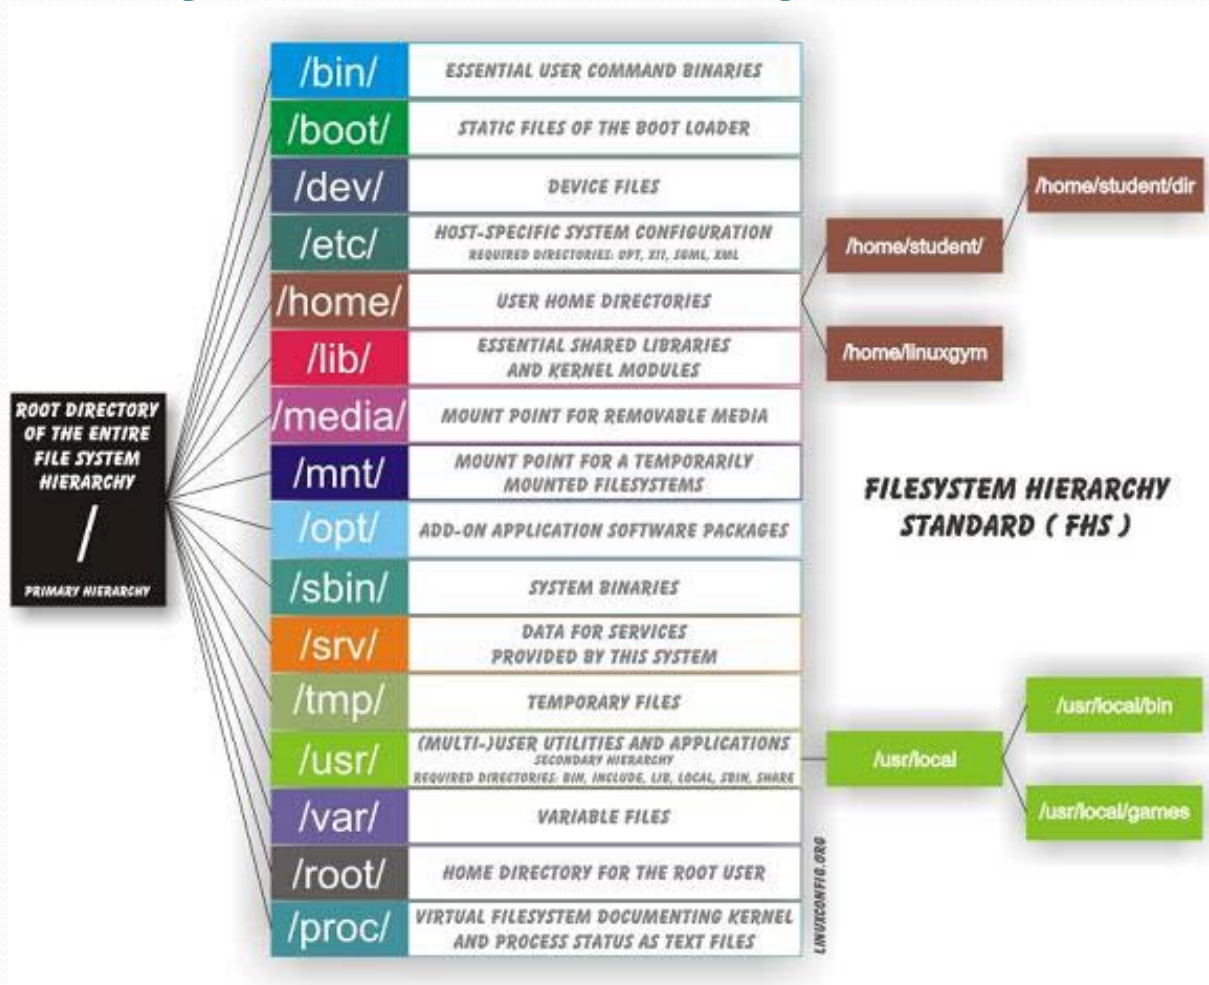 /bin/
ESSENTIAL USER COMMAND BINARIES
/boot/
STATIC FILES OF THE BOOT LOADER
/dev/
DEVICE FILES
/etc/
HOST-SPECIFIC SYSTEM CONFIGURATION
REQUIRED DIRECTORIES: OPT, X11, SGML, XML
/home/
USER HOME DIRECTORIES
/lib/
ESSENTIAL SHARED LIBRARIES
AND KERNEL MODULES
/media/
MOUNT POINT FOR REMOVABLE MEDIA
/mnt/
MOUNT POINT FOR A TEMPORARILY
MOUNTED FILESYSTEMS
/opt/
ADD-ON APPLICATION SOFTWARE PACKAGES
/sbin/
SYSTEM BINARIES
/srv/
DATA FOR SERVICES
PROVIDED BY THIS SYSTEM
/tmp/
TEMPORARY FILES
/usr/
(MULTI-)USER UTILITIES AND APPLICATIONS
SECONDARY HIERARCHY
REQUIRED DIRECTORIES: BIN, INCLUDE, LIB, LOCAL, SBIN, SHARE
/var/
VARIABLE FILES
/root/
HOME DIRECTORY FOR THE ROOT USER
/proc/
VIRTUAL FILESYSTEM DOCUMENTING KERNEL
AND PROCESS STATUS AS TEXT FILES
ROOT DIRECTORY
OF THE ENTIRE
FILE SYSTEM
HIERARCHY
/
PRIMARY HIERARCHY
/home/student/
/home/student/dir
/home/linuxgym
FILESYSTEM HIERARCHY
STANDARD ( FHS )
/usr/local
/usr/local/bin
/usr/local/games
LINUXCONFIG.ORG